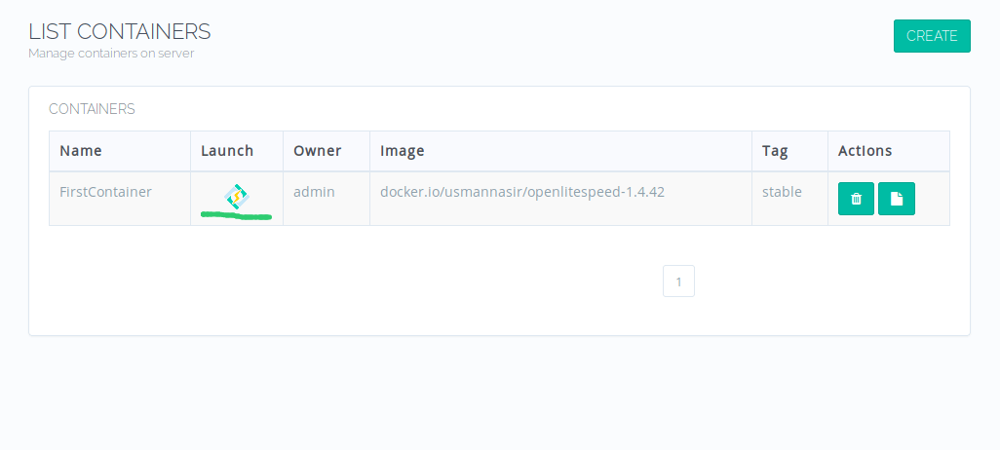 LIST CONTAINERS
CREATE
Manage containers on server
CONTAINERS
Name Launch Owner Image Tag Actions
FirstContainer admin docker.io/usmannasir/openlitespeed-1.4.42 stable
1